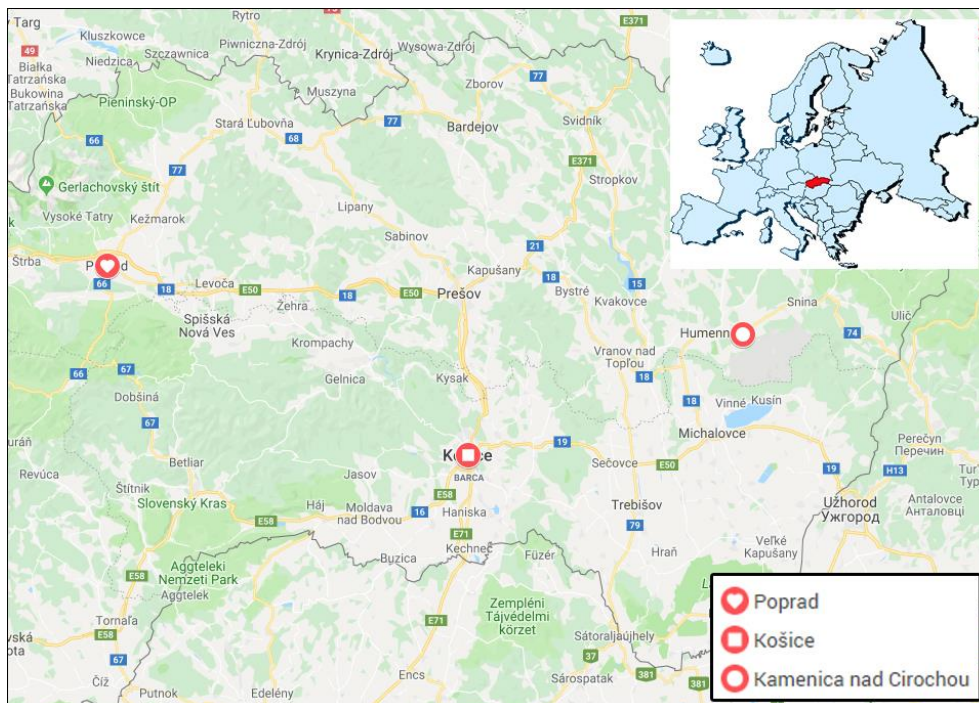 y Targ
Rytro
E371
Kluszkowce
Szczawnica
Piwniczna-Zdrój
Wysowa-Zdrój
49
Niedzica
Krynica-Zdrój
77
Białka
Tatrzańska
Muszyna
Zborov
Bukowina
Tatrzańska
Pieniński-OP
77
Svidník
Stará Ľubovňa
Bardejov
66
68
77
E371
Gerlachovský štít
Stropkov
Vysoké Tatry
Kežmarok
Lipany
Sabinov
21
Štrba
Kapušany
66
18
Levoča
E50
18
E50
Prešov
18
Bystré
15
Kvakovce
Snina
Ulič
Spišská
Nová Ves
Žehra
Krompachy
Humenn
74
Vranov nad
Topľou
66
67
Gelnica
Kysak
18
Dobšiná
18
Vinné
Kusín
67
Michalovce
Perečyn
Перечин
Revúca
Betliar
19
E50
19
H13
Jasov
BARCA
Sečovce
Štítnik
E58
Slovenský Kras
Háj
Moldava
nad Bodvou
16
Haniska
Trebišov
Užhorod
Ужгород
Antalovce
Анталовці
E58
E71
79
Buzica
Kechneč
Füzér
Hraň
Veľké
Kapušany
Aggteleki
Nemzeti Park
E58
Aggtelek
Zempléni
Tájvédelmi
körzet
Tornaľa
E58
E71
Sátoraljaújhely
67
37
Číž
Encs
Putnok
Edelény
Sárospatak
381
381
Poprad
Košice
Kamenica nad Cirochou